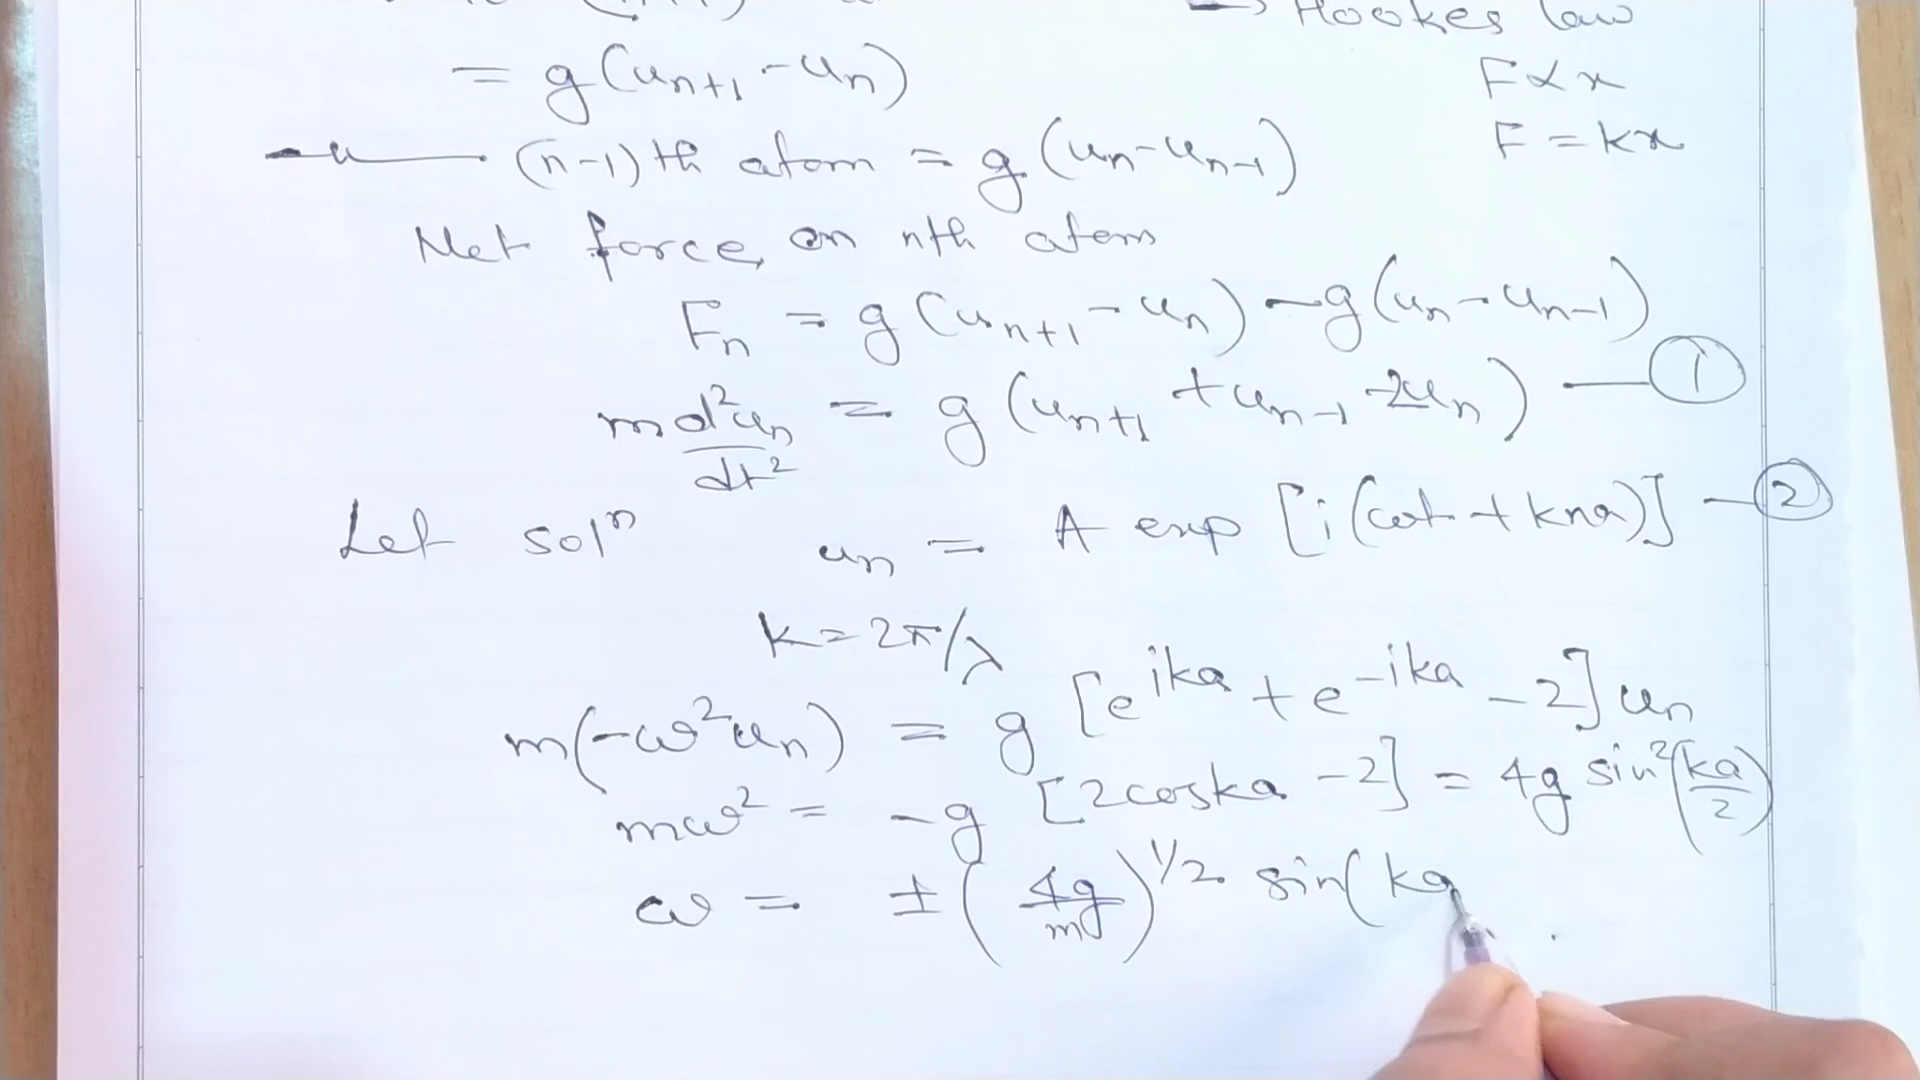 → Hookes law
= g(uₙ₊₁ - uₙ)
F ∝ x
F = kx
—〃— (n-1)th atom = g(uₙ - uₙ₋₁)
Net force on nth atom
Fₙ = g(uₙ₊₁ - uₙ) - g(uₙ - uₙ₋₁)
m d²uₙ/dt² = g(uₙ₊₁ + uₙ₋₁ - 2uₙ) — ①
Let solⁿ uₙ = A exp [i(ωt + kna)] — ②
k = 2π/λ
m(-ω²uₙ) = g [e^ika + e^-ika - 2] uₙ
mω² = -g [2coska - 2] = 4g sin²(ka/2)
ω = ± (4g/m)^1/2 sin(ka